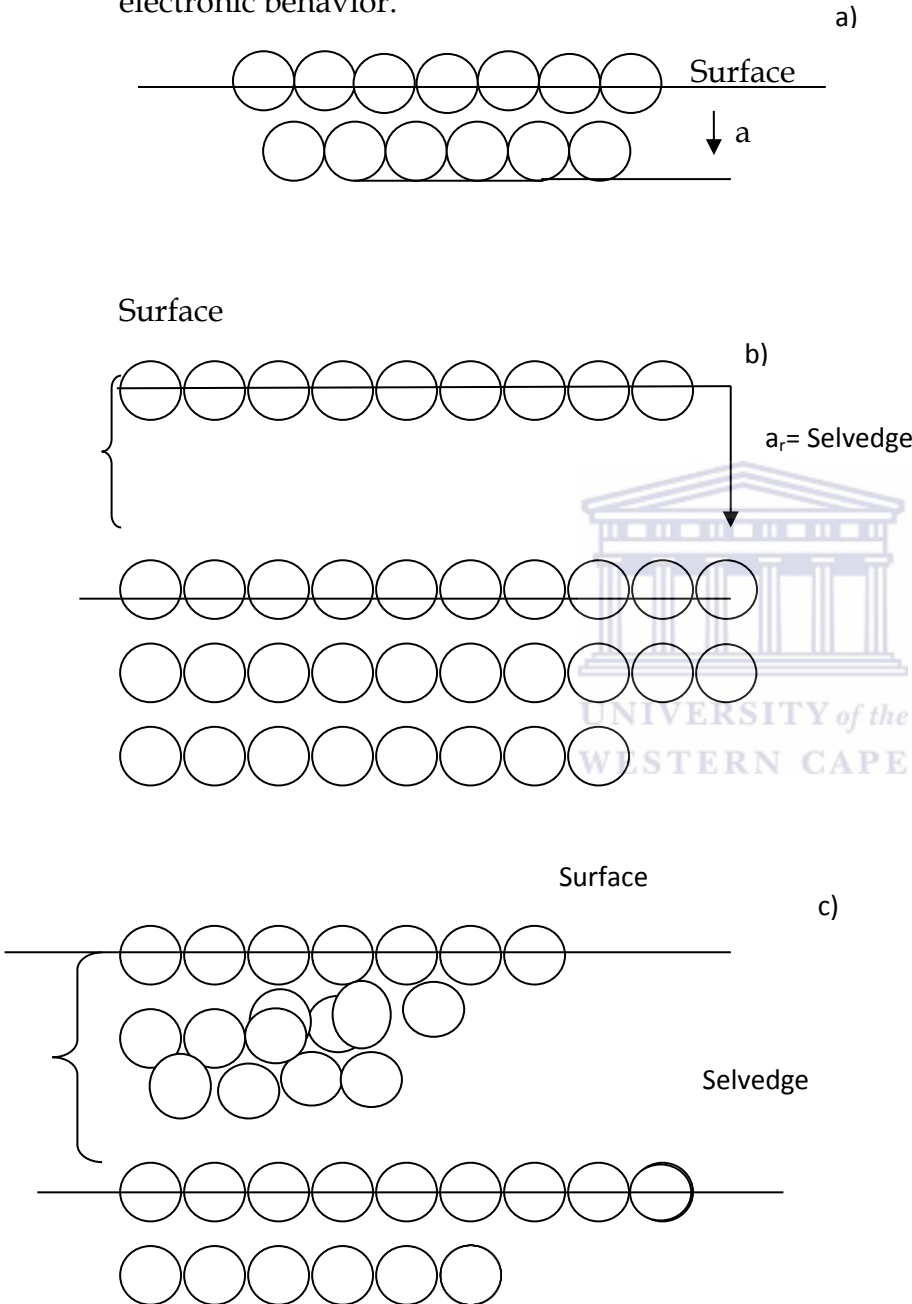 electronic behavior.
a)
Surface
a
Surface
b)
aᵣ= Selvedge
UNIVERSITY of the
WESTERN CAPE
Surface
c)
Selvedge